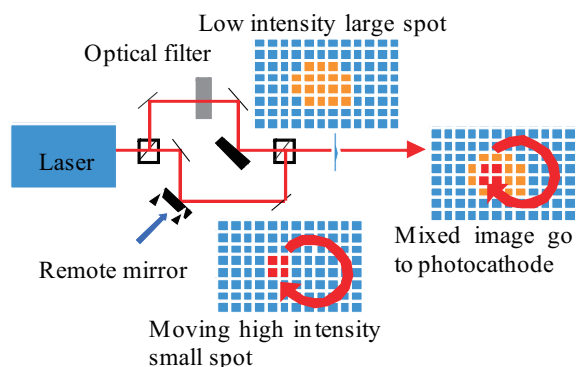 Low intensity large spot
Optical filter
Laser
Remote mirror
Mixed image go
to photocathode
Moving high intensity
small spot